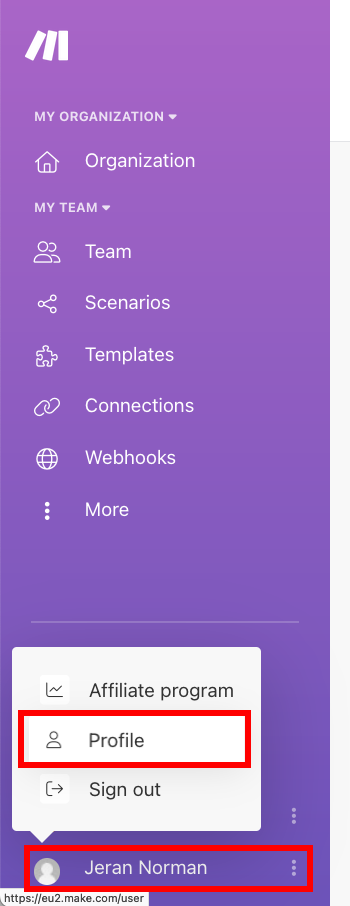 MY ORGANIZATION
Organization
MY TEAM
Team
Scenarios
Templates
Connections
Webhooks
More
Affiliate program
Profile
Sign out
Jeran Norman
https://eu2.make.com/user